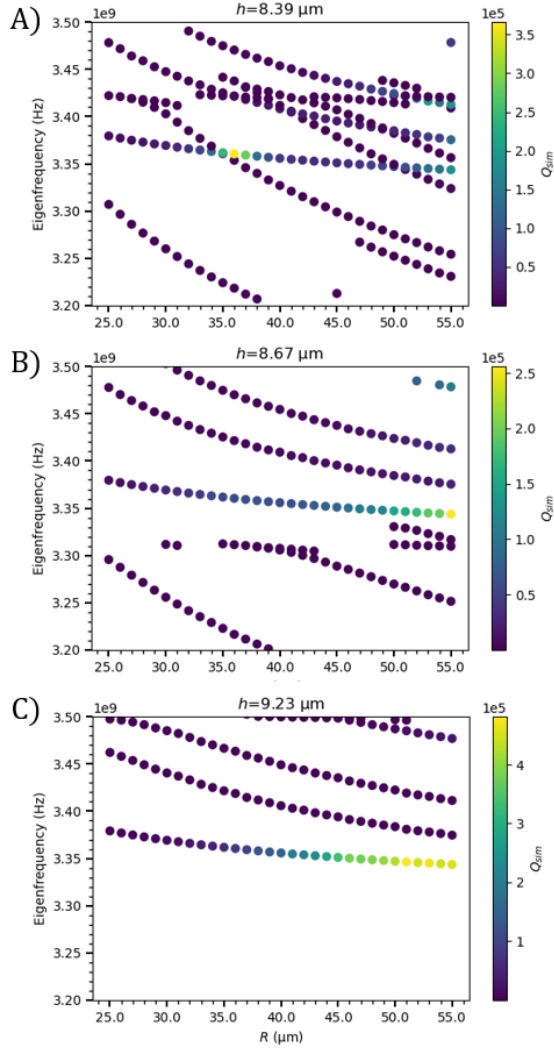 A)
h=8.39 μm
1e9
3.50
3.45
3.40
3.35
3.30
3.25
3.20
Eigenfrequency (Hz)
25.0 30.0 35.0 40.0 45.0 50.0 55.0
1e5
3.5
3.0
2.5
2.0
1.5
1.0
0.5
Qsim
B)
h=8.67 μm
1e9
3.50
3.45
3.40
3.35
3.30
3.25
3.20
Eigenfrequency (Hz)
25.0 30.0 35.0 40.0 45.0 50.0 55.0
1e5
2.5
2.0
1.5
1.0
0.5
Qsim
C)
h=9.23 μm
1e9
3.50
3.45
3.40
3.35
3.30
3.25
3.20
Eigenfrequency (Hz)
25.0 30.0 35.0 40.0 45.0 50.0 55.0
R (μm)
1e5
4
3
2
1
Qsim